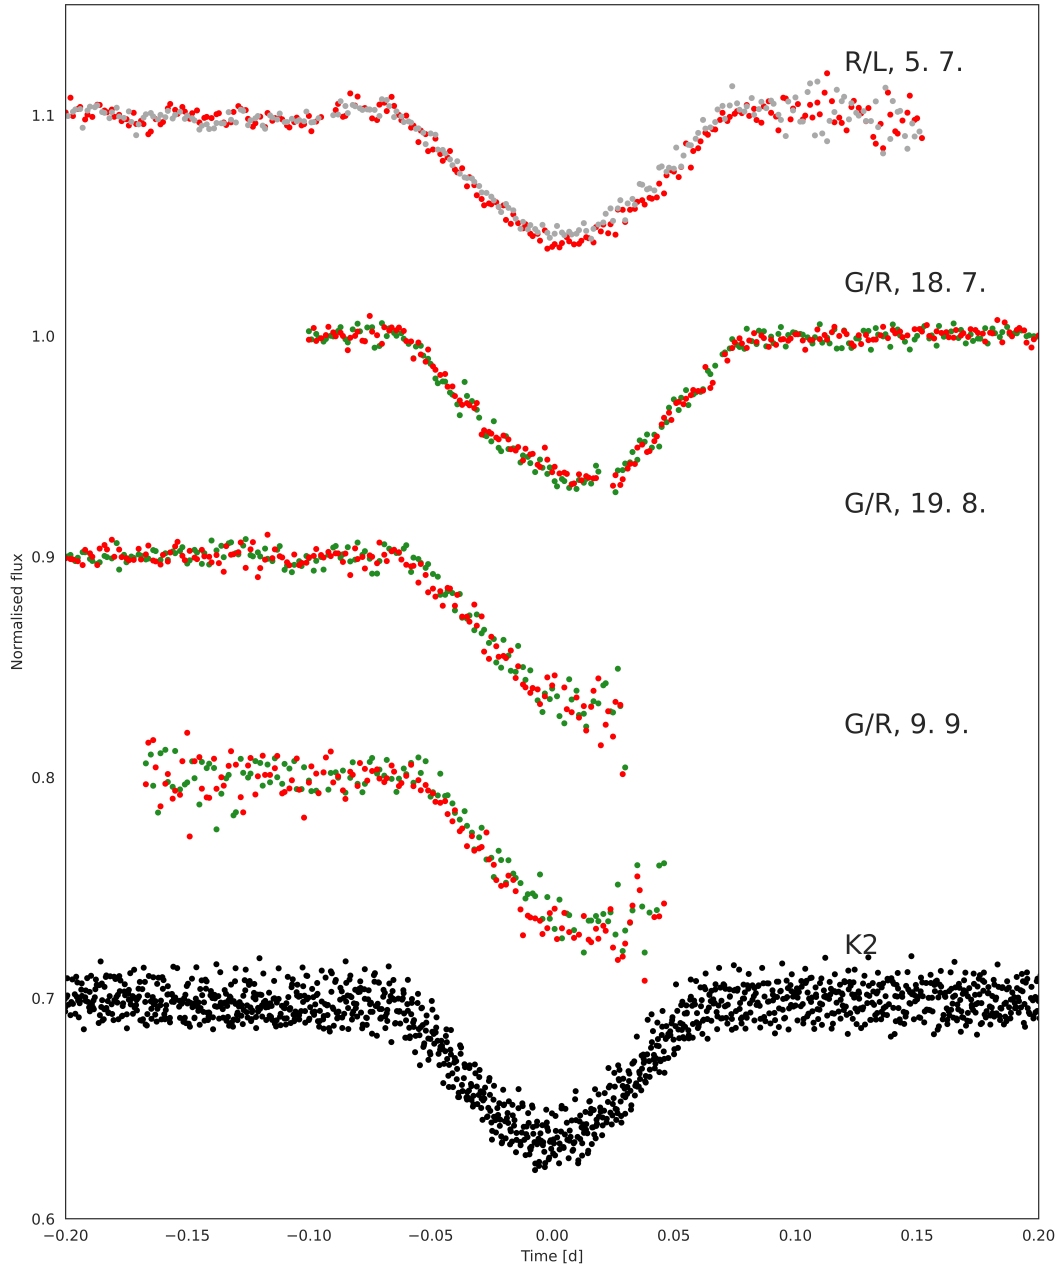 R/L, 5. 7.
1.1
G/R, 18. 7.
1.0
G/R, 19. 8.
0.9
Normalised flux
G/R, 9. 9.
0.8
K2
0.7
0.6
−0.20 −0.15 −0.10 −0.05 0.00 0.05 0.10 0.15 0.20
Time [d]